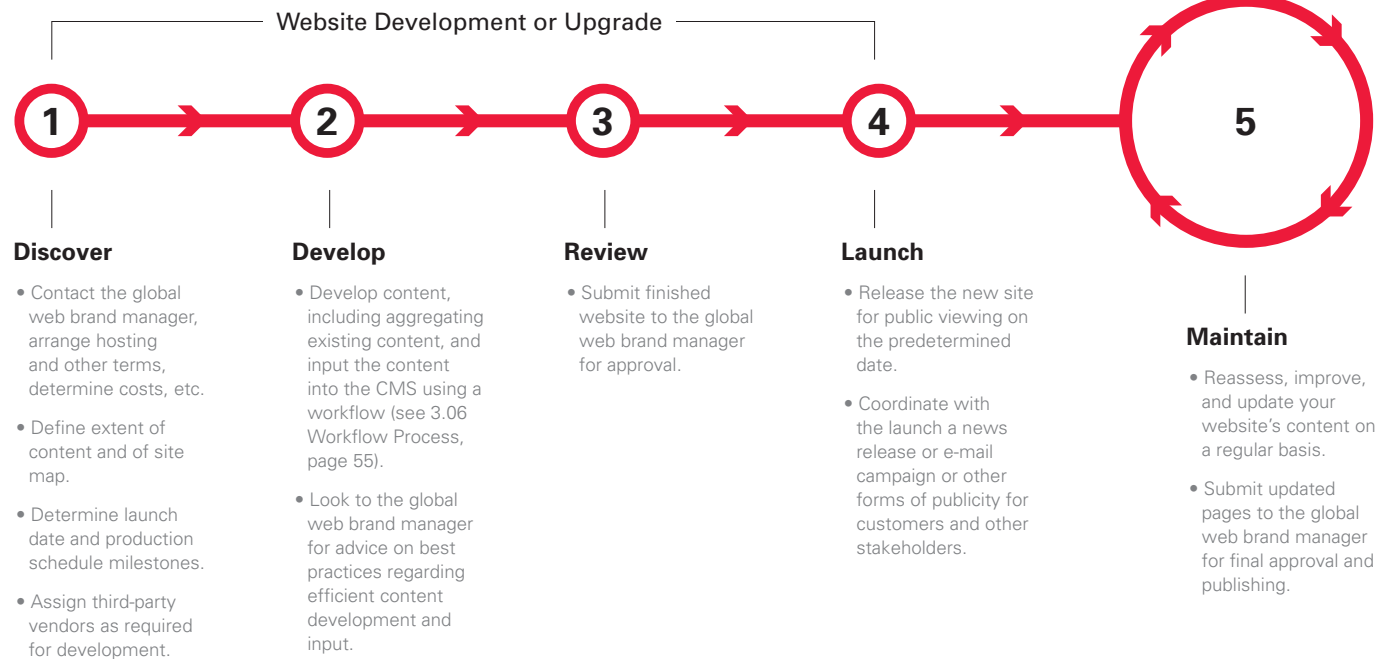 Website Development or Upgrade
1
2
3
4
5
Discover
• Contact the global
web brand manager,
arrange hosting
and other terms,
determine costs, etc.
• Define extent of
content and of site
map.
• Determine launch
date and production
schedule milestones.
• Assign third-party
vendors as required
for development.
Develop
• Develop content,
including aggregating
existing content, and
input the content
into the CMS using a
workflow (see 3.06
Workflow Process,
page 55).
• Look to the global
web brand manager
for advice on best
practices regarding
efficient content
development and
input.
Review
• Submit finished
website to the global
web brand manager
for approval.
Launch
• Release the new site
for public viewing on
the predetermined
date.
• Coordinate with
the launch a news
release or e-mail
campaign or other
forms of publicity for
customers and other
stakeholders.
Maintain
• Reassess, improve,
and update your
website’s content on
a regular basis.
• Submit updated
pages to the global
web brand manager
for final approval and
publishing.